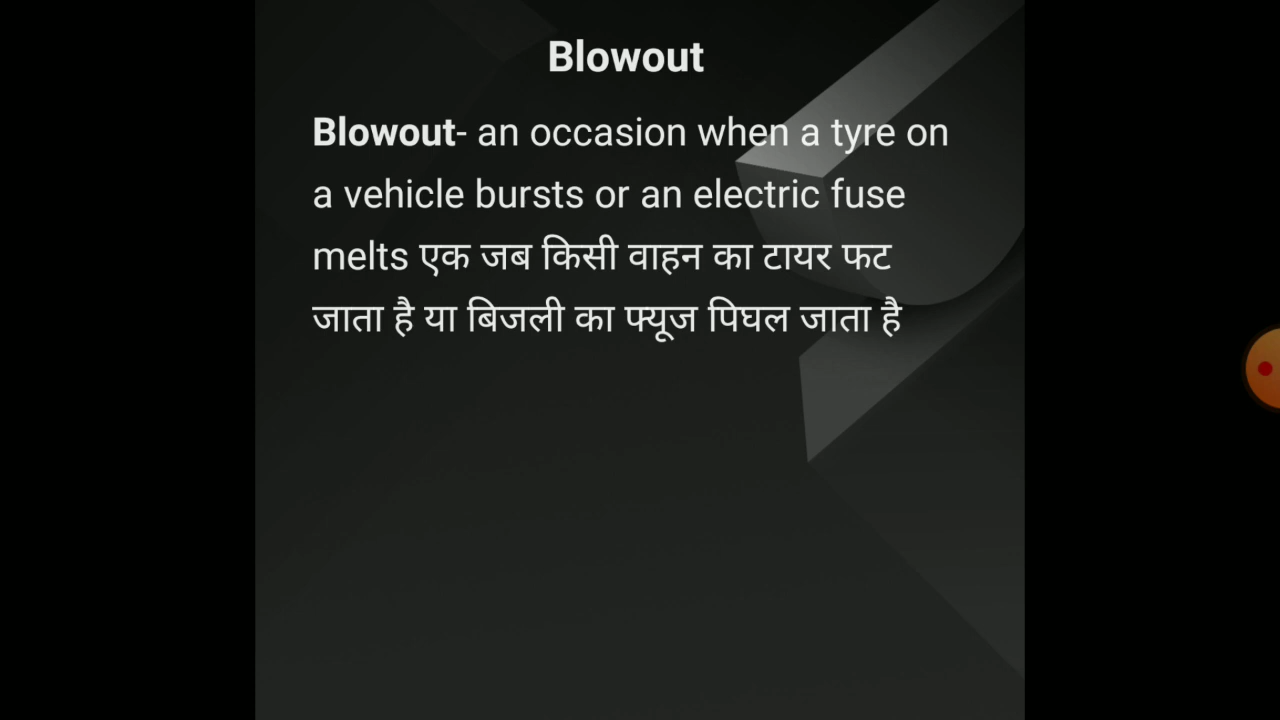 Blowout
Blowout- an occasion when a tyre on
a vehicle bursts or an electric fuse
melts एक जब किसी वाहन का टायर फट
जाता है या बिजली का फ्यूज पिघल जाता है